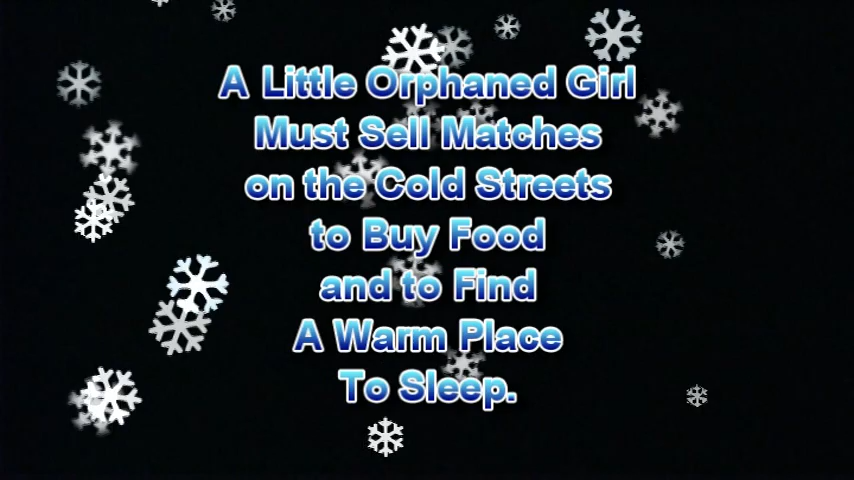 A Little Orphaned Girl
Must Sell Matches
on the Cold Streets
to Buy Food
and to Find
A Warm Place
To Sleep.